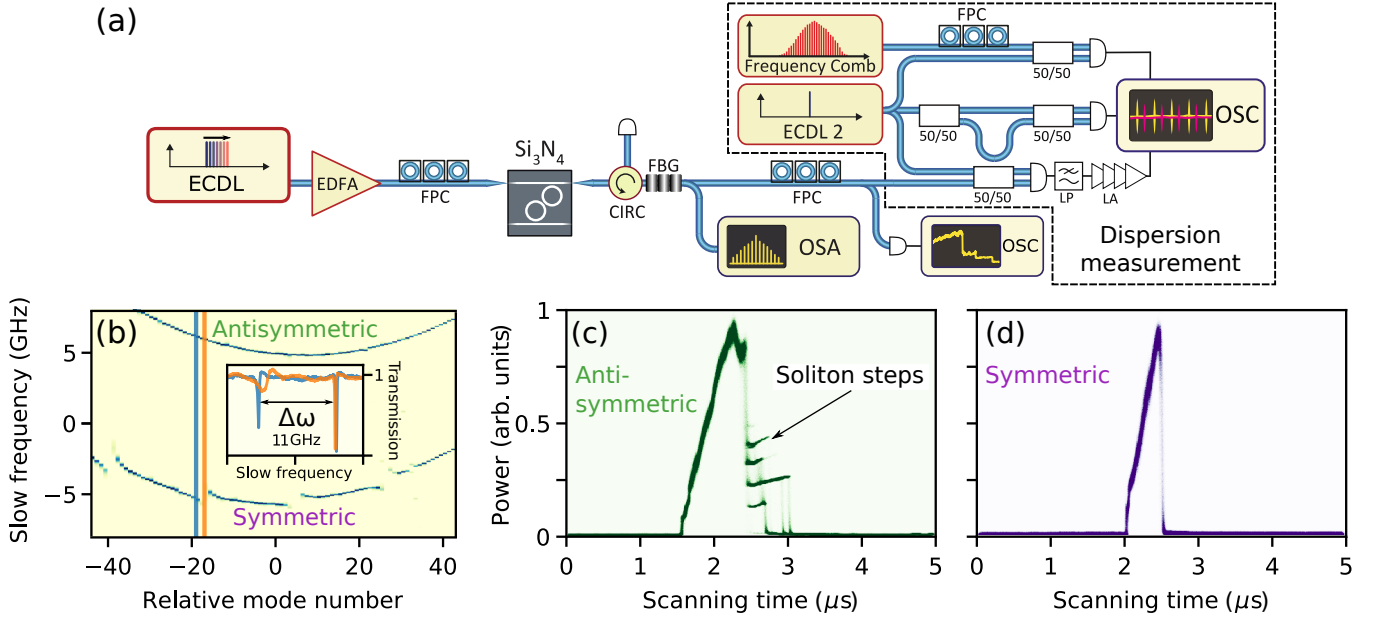 (a)
FPC
Frequency Comb
50/50
ECDL 2
50/50
50/50
OSC
ECDL
EDFA
FPC
Si3N4
CIRC
FBG
FPC
50/50
LP
LA
OSA
OSC
Dispersion
measurement
(b)
Antisymmetric
Slow frequency (GHz)
5
0
−5
Transmission
1
Δω
11GHz
Slow frequency
Symmetric
−40
−20
0
20
40
Relative mode number
(c)
Power (arb. units)
1
0.5
0
Anti-
symmetric
Soliton steps
0 1 2 3 4 5
Scanning time (μs)
(d)
Symmetric
0 1 2 3 4 5
Scanning time (μs)